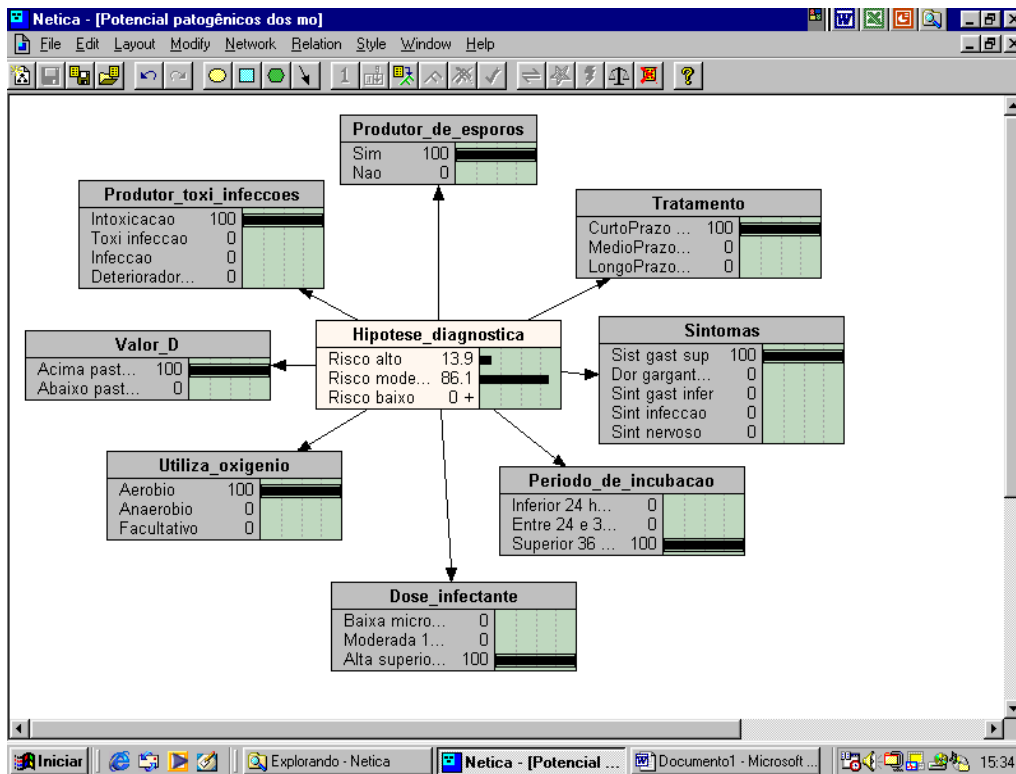 Netica - [Potencial patogênicos dos mo]
File Edit Layout Modify Network Relation Style Window Help
Produtor_de_esporos
Sim 100
Nao 0
Produtor_toxi_infeccoes
Intoxicacao 100
Toxi infeccao 0
Infeccao 0
Deteriorador... 0
Tratamento
CurtoPrazo ... 100
MedioPrazo... 0
LongoPrazo... 0
Hipotese_diagnostica
Risco alto 13.9
Risco mode... 86.1
Risco baixo 0 +
Valor_D
Acima past... 100
Abaixo past... 0
Sintomas
Sist gast sup 100
Dor gargant... 0
Sint gast infer 0
Sint infeccao 0
Sint nervoso 0
Utiliza_oxigenio
Aerobio 100
Anaerobio 0
Facultativo 0
Periodo_de_incubacao
Inferior 24 h... 0
Entre 24 e 3... 0
Superior 36 ... 100
Dose_infectante
Baixa micro... 0
Moderada 1... 0
Alta superio... 100
Iniciar Explorando - Netica Netica - [Potencial ... Documento1 - Microsoft ... 15:34